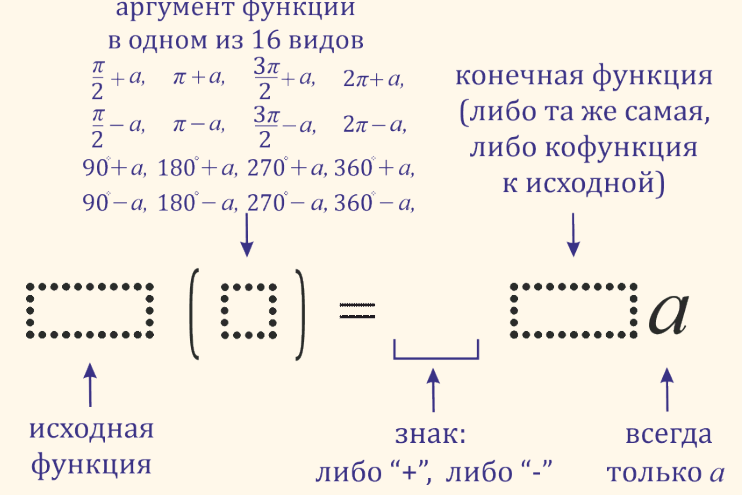 аргумент функции
в одном из 16 видов
π/2 + a, π + a, 3π/2 + a, 2π + a,
π/2 − a, π − a, 3π/2 − a, 2π − a,
90°+ a, 180°+ a, 270°+ a, 360°+ a,
90°− a, 180°− a, 270°− a, 360°− a,
конечная функция
(либо та же самая,
либо кофункция
к исходной)
( ) = a
исходная
функция
знак:
либо “+”, либо “-”
всегда
только a